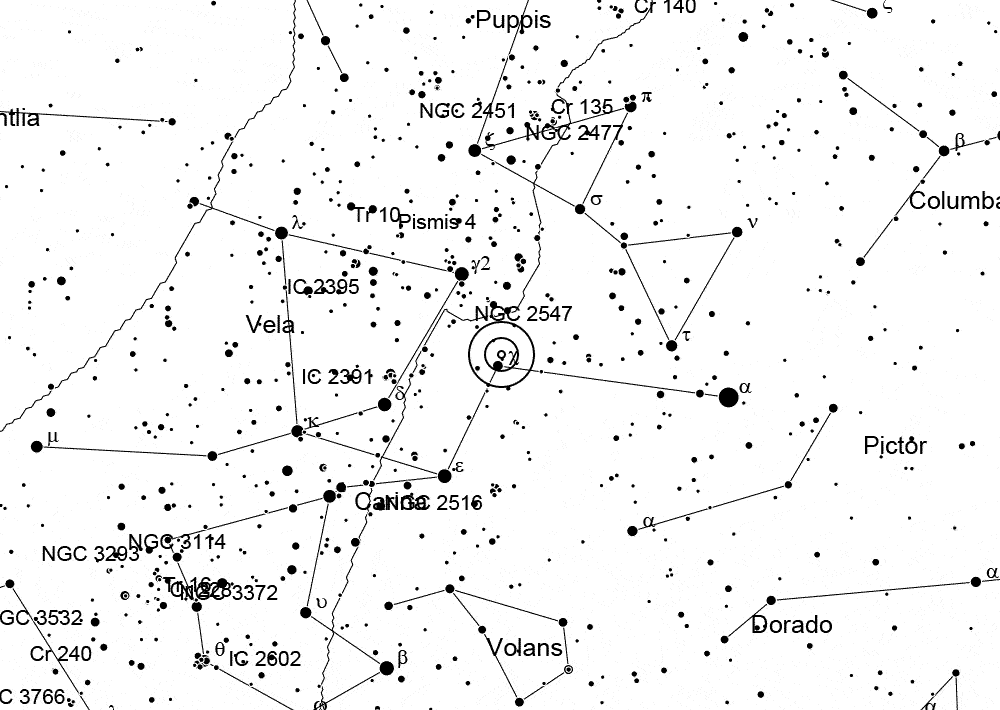 ζ
Cr 140
Puppis
π
NGC 2451
Cr 135
ntlia
NGC 2477
ζ
β
σ
Columba
Tr 10
Pismis 4
ν
λ
γ2
IC 2395
NGC 2547
Vela
τ
χ
IC 2391
α
δ
κ
μ
Pictor
ε
Carina
NGC 2516
α
NGC 3114
NGC 3293
α
Tr 16
NGC 3372
υ
GC 3532
Dorado
θ
Volans
Cr 240
IC 2602
β
C 3766
ω
α